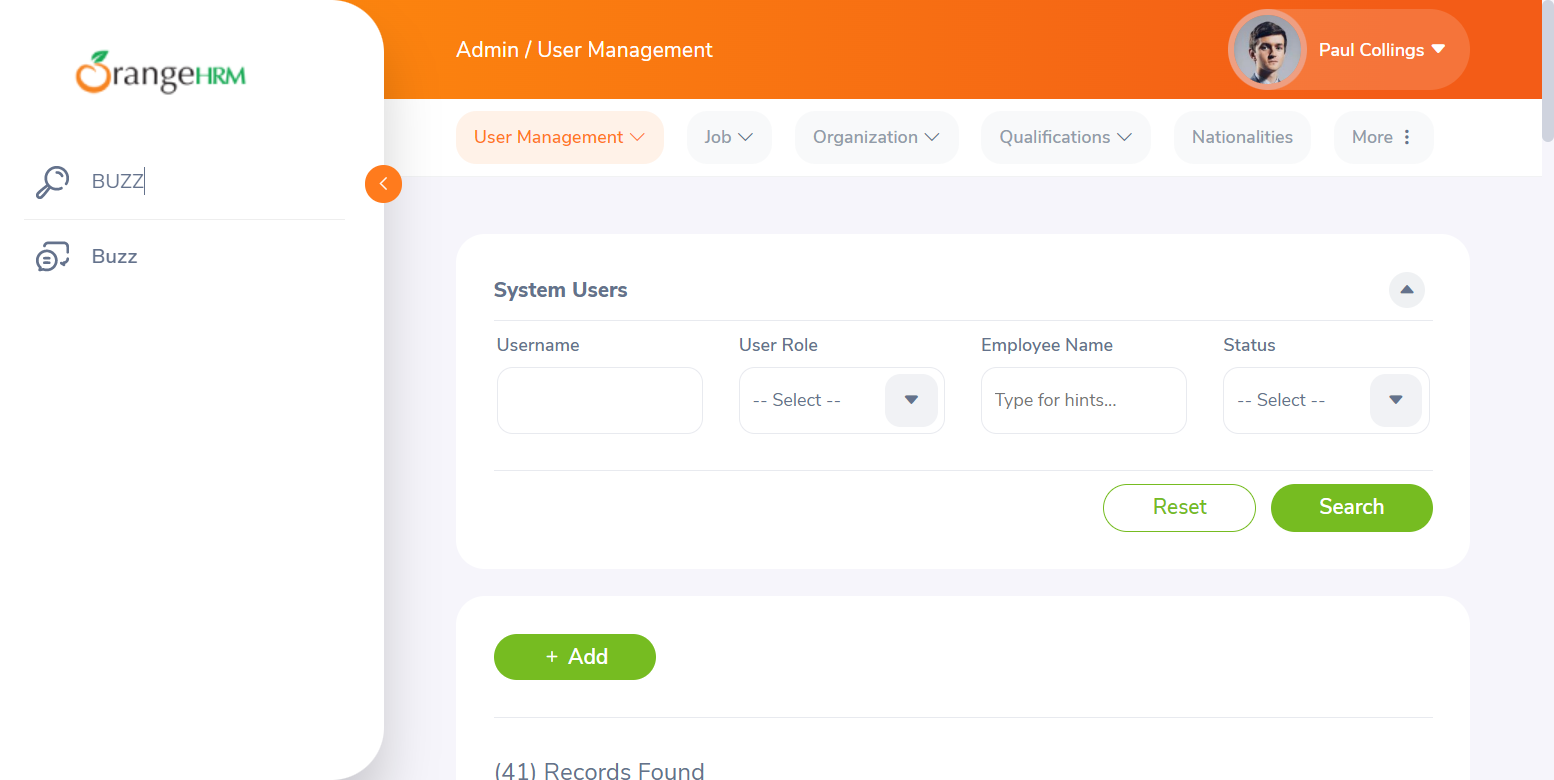 OrangeHRM
BUZZ
Buzz
Admin / User Management
Paul Collings
User Management
Job
Organization
Qualifications
Nationalities
More
System Users
Username
User Role
Employee Name
Status
-- Select --
Type for hints...
-- Select --
Reset
Search
+ Add
(41) Records Found